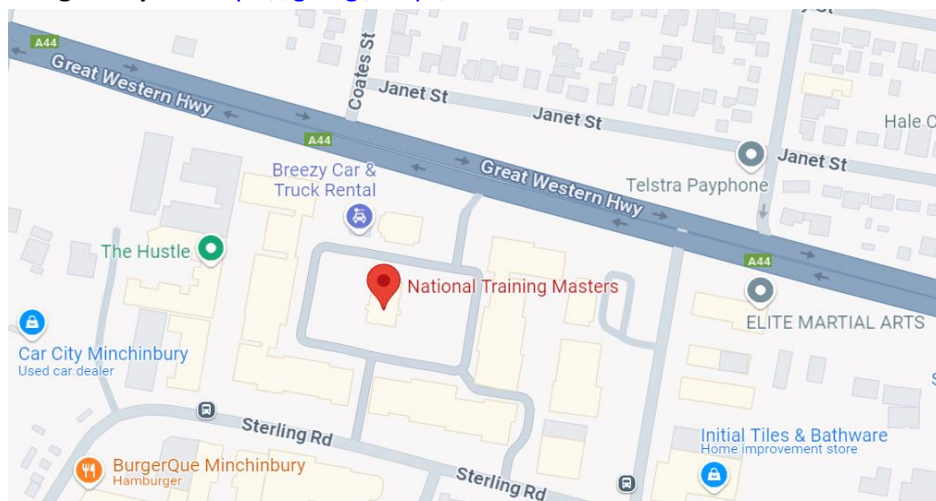 A44
Great Western Hwy
Coates St
Janet St
Janet St
Hale
A44
Breezy Car &
Truck Rental
Great Western Hwy
Telstra Payphone
Janet St
The Hustle
National Training Masters
A44
ELITE MARTIAL ARTS
Car City Minchinbury
Used car dealer
Sterling Rd
Initial Tiles & Bathware
Home improvement store
BurgerQue Minchinbury
Hamburger
Sterling Rd